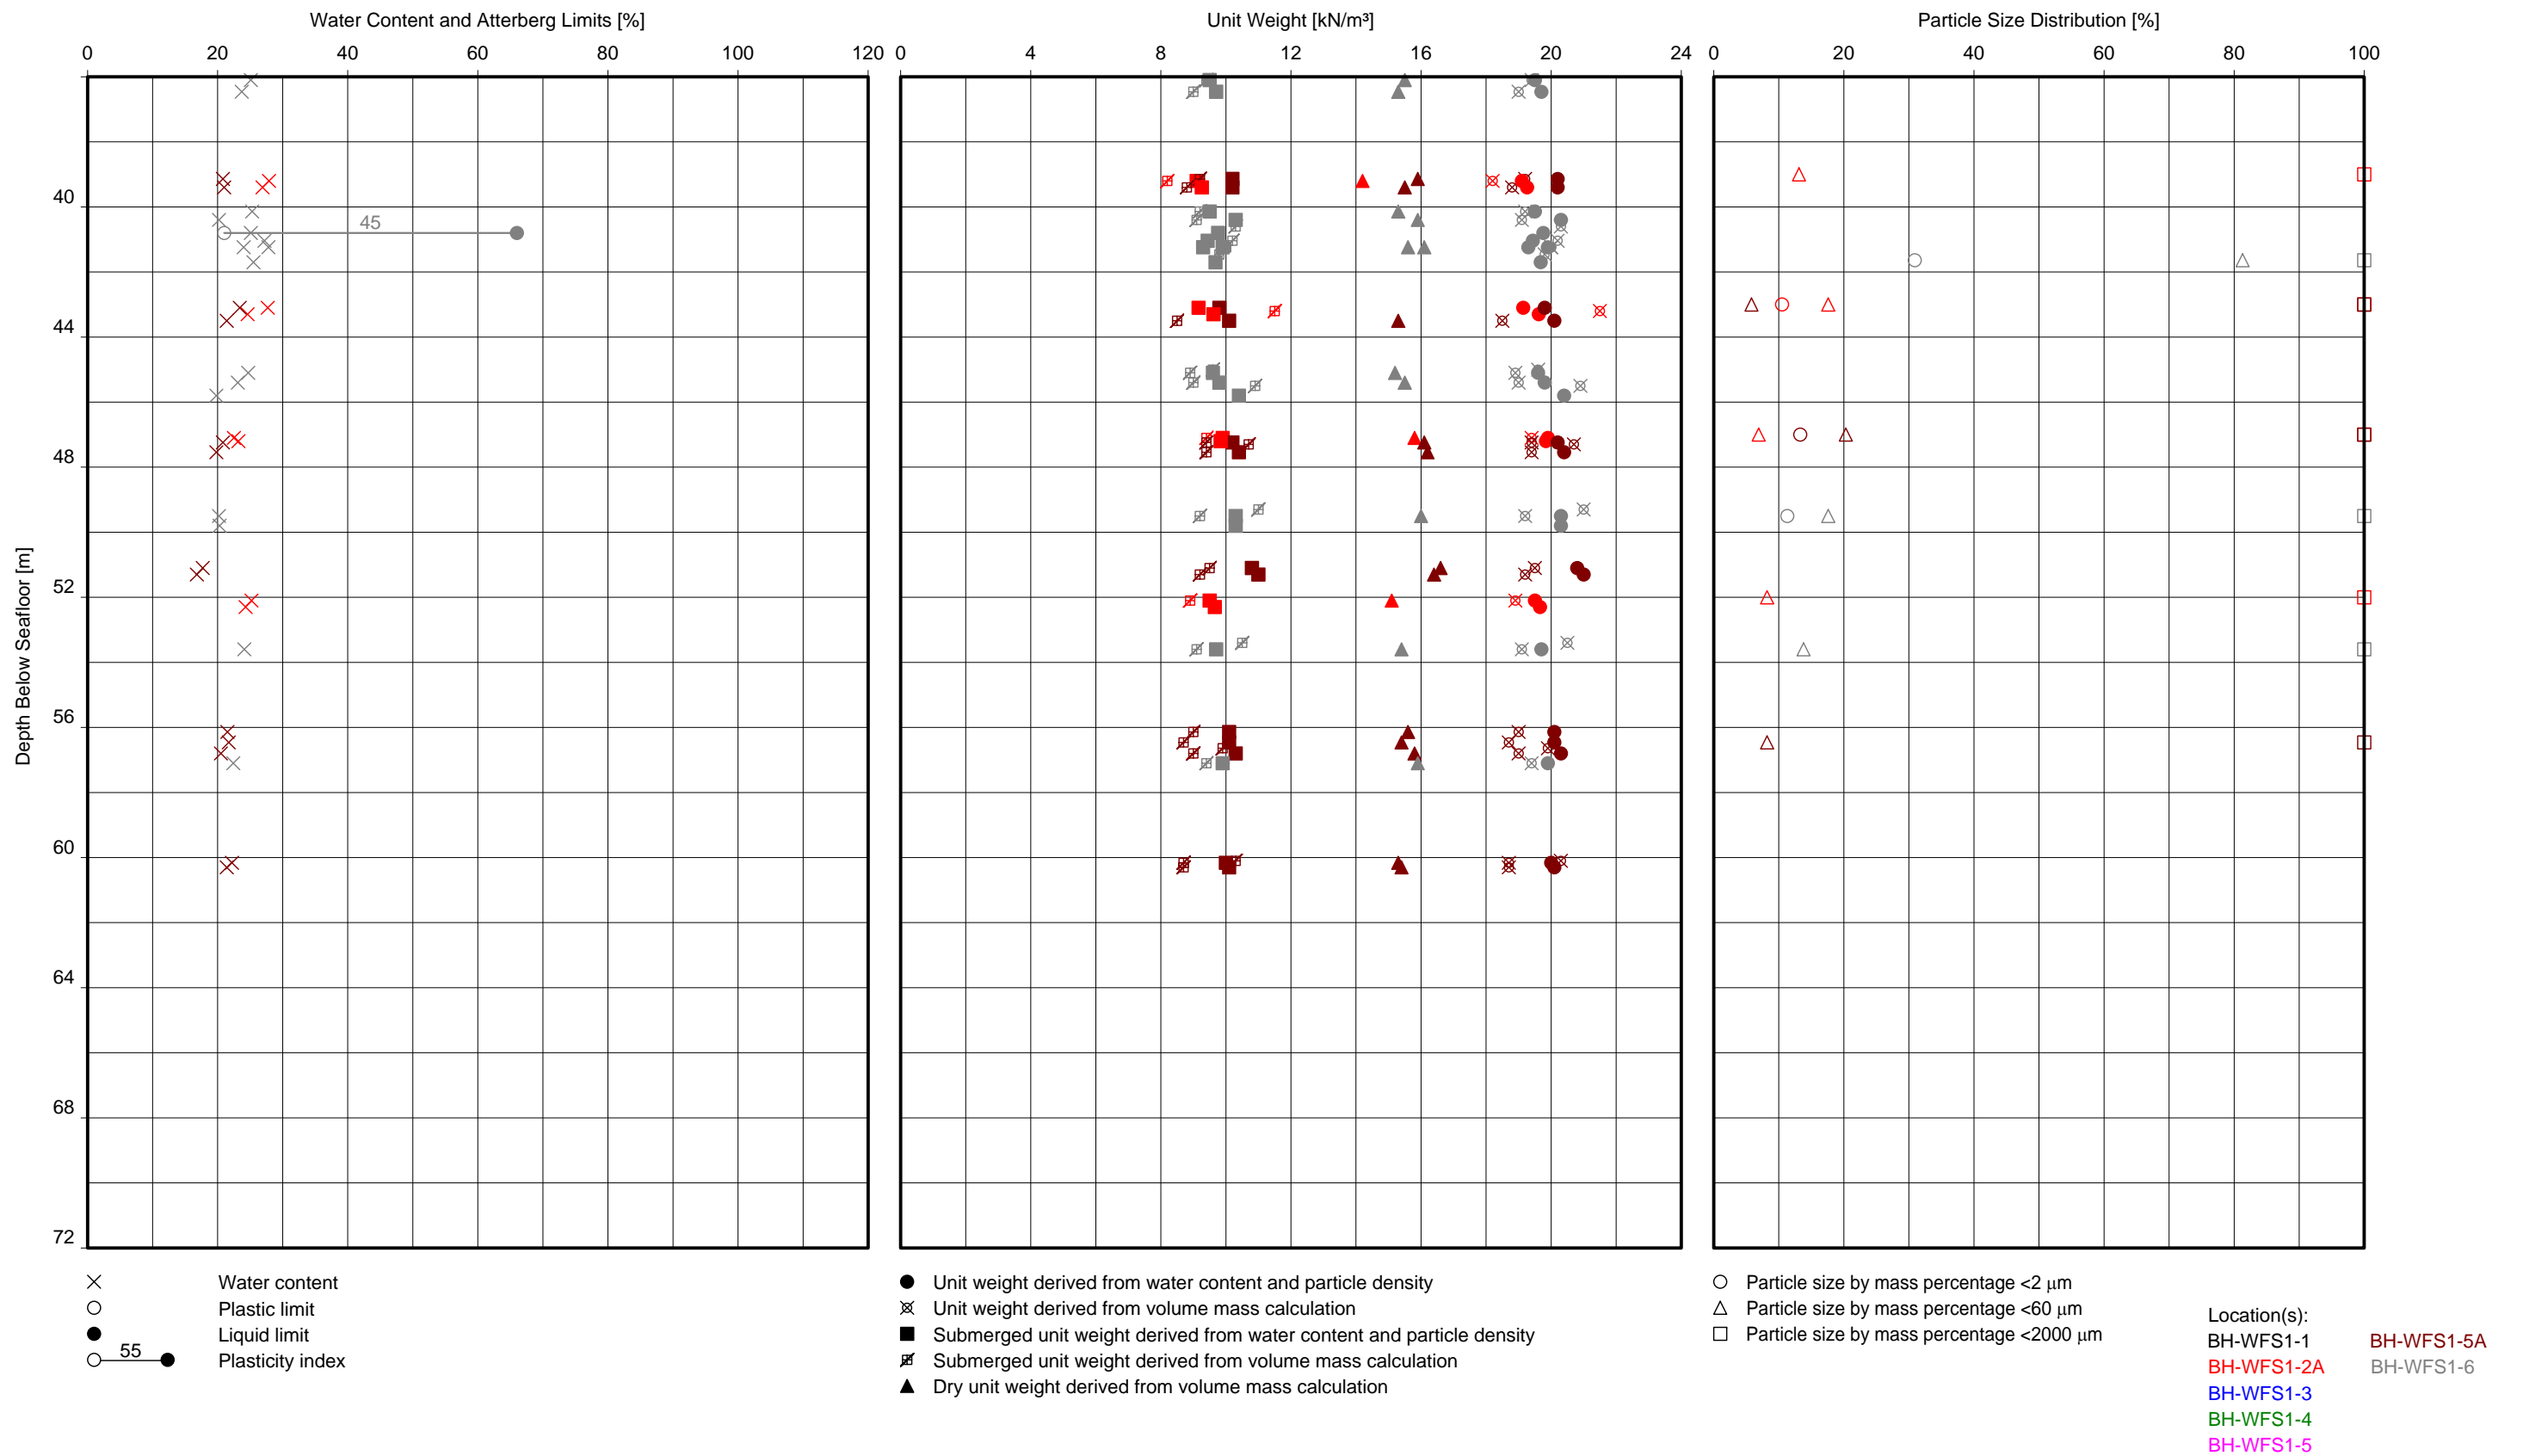 Water Content and Atterberg Limits [%]
Unit Weight [kN/m³]
Particle Size Distribution [%]
0 20 40 60 80 100 120
0 4 8 12 16 20 24
0 20 40 60 80 100
40
45
44
48
Depth Below Seafloor [m]
52
56
60
64
68
72
Water content
Plastic limit
Liquid limit
55 Plasticity index
Unit weight derived from water content and particle density
Unit weight derived from volume mass calculation
Submerged unit weight derived from water content and particle density
Submerged unit weight derived from volume mass calculation
Dry unit weight derived from volume mass calculation
Particle size by mass percentage <2 μm
Particle size by mass percentage <60 μm
Particle size by mass percentage <2000 μm
Location(s):
BH-WFS1-1 BH-WFS1-5A
BH-WFS1-2A BH-WFS1-6
BH-WFS1-3
BH-WFS1-4
BH-WFS1-5